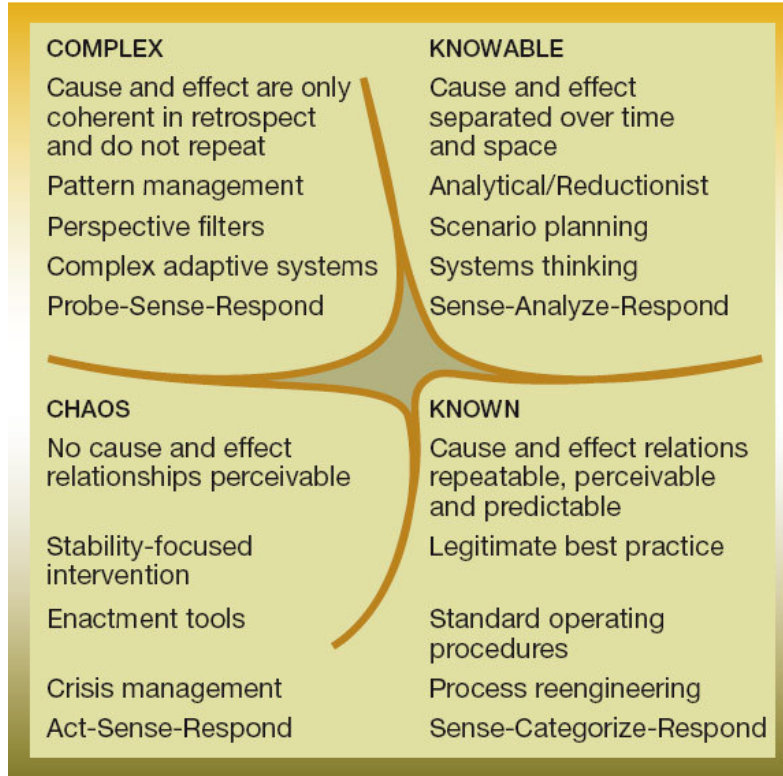 COMPLEX
Cause and effect are only
coherent in retrospect
and do not repeat
Pattern management
Perspective filters
Complex adaptive systems
Probe-Sense-Respond
KNOWABLE
Cause and effect
separated over time
and space
Analytical/Reductionist
Scenario planning
Systems thinking
Sense-Analyze-Respond
CHAOS
No cause and effect
relationships perceivable
Stability-focused
intervention
Enactment tools
Crisis management
Act-Sense-Respond
KNOWN
Cause and effect relations
repeatable, perceivable
and predictable
Legitimate best practice
Standard operating
procedures
Process reengineering
Sense-Categorize-Respond